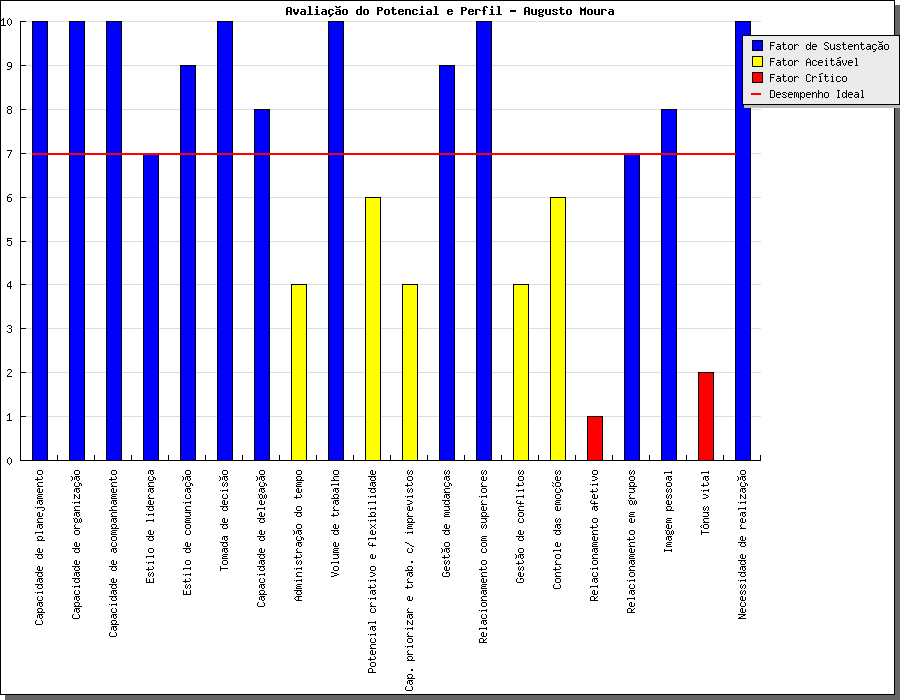 Avaliação do Potencial e Perfil - Augusto Moura
10
9
8
7
6
5
4
3
2
1
0
Fator de Sustentação
Fator Aceitável
Fator Crítico
Desempenho Ideal
Capacidade de planejamento
Capacidade de organização
Capacidade de acompanhamento
Estilo de liderança
Estilo de comunicação
Tomada de decisão
Capacidade de delegação
Administração do tempo
Volume de trabalho
Potencial criativo e flexibilidade
Cap. priorizar e trab. c/ imprevistos
Gestão de mudanças
Relacionamento com superiores
Gestão de conflitos
Controle das emoções
Relacionamento afetivo
Relacionamento em grupos
Imagem pessoal
Tônus vital
Necessidade de realização